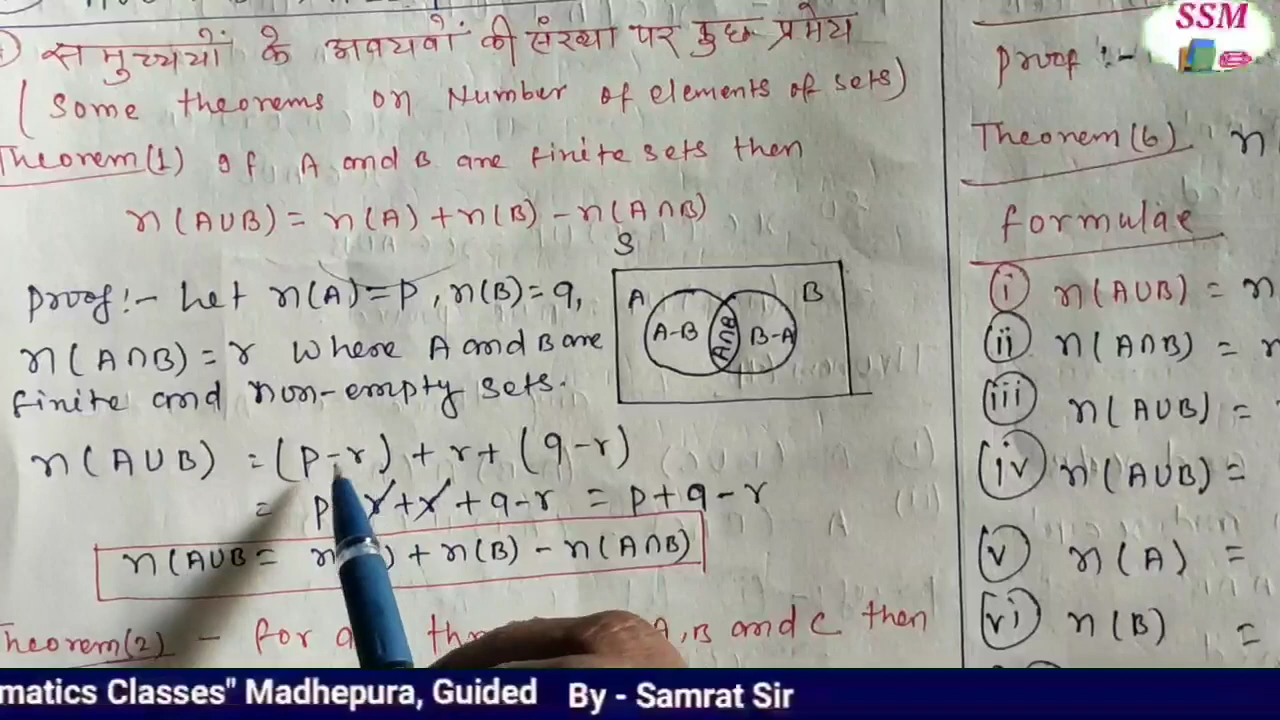 समुच्चयों के अवयवों की संख्या पर कुछ प्रमेय
(Some theorems on Number of elements of sets)
Theorem(1) If A and B are finite sets then
n(A∪B) = n(A)+n(B)-n(A∩B)
S
A
B
A-B
A∩B
B-A
Proof:- Let n(A)=p, n(B)=q,
n(A∩B)=r where A and B are
finite and non-empty sets.
n(A∪B) = (p-r)+r+(q-r)
= p r+r+q-r = p+q-r
n(A∪B = n ) + n(B) - n(A∩B)
Theorem(2) - for A, B and C then
SSM
Proof:-
Theorem(6) n
formulae
(i) n(A∪B) = n
(ii) n(A∩B) =
(iii) n(A∪B) =
(iv) n(A∪B) =
(v) n(A) =
(vi) n(B) =
matics Classes" Madhepura, Guided By - Samrat Sir